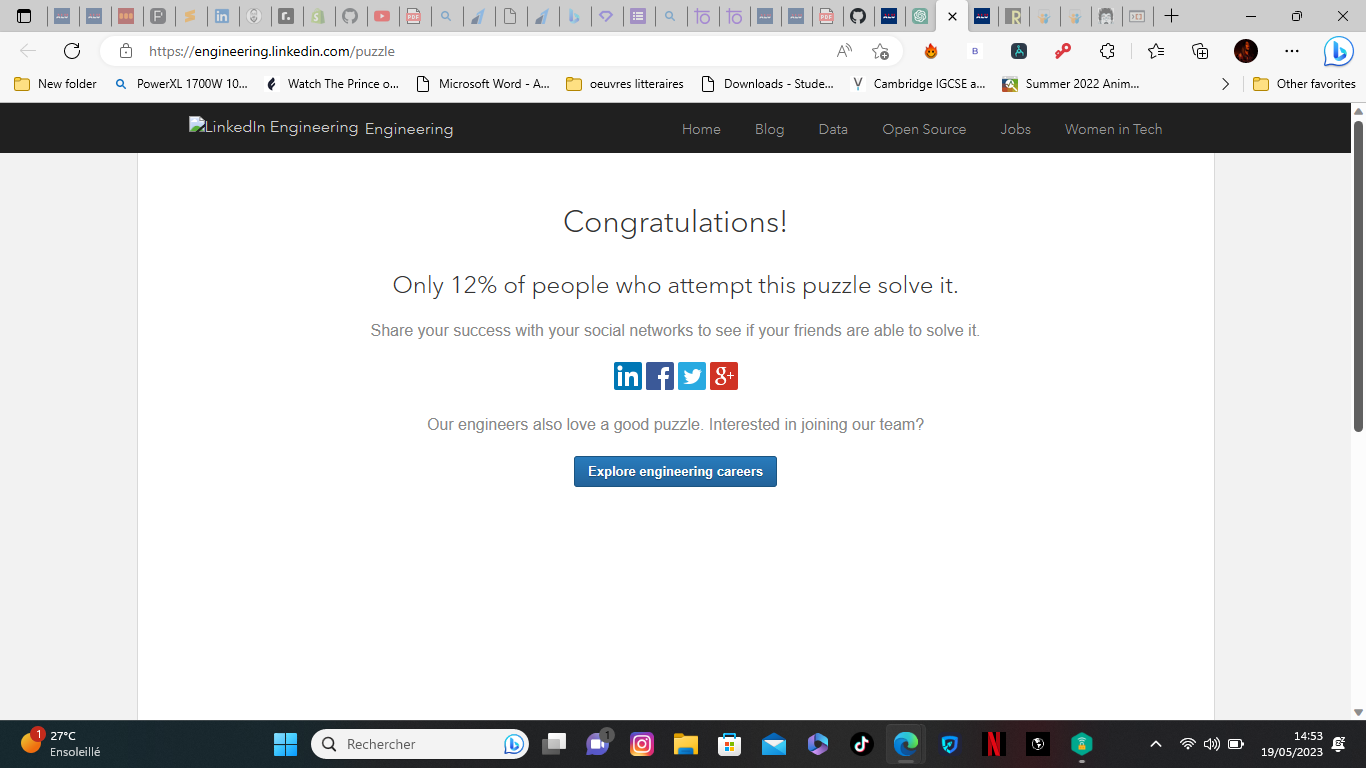 https://engineering.linkedin.com/puzzle
New folder
PowerXL 1700W 10...
Watch The Prince o...
Microsoft Word - A...
oeuvres litteraires
Downloads - Stude...
Cambridge IGCSE a...
Summer 2022 Anim...
Other favorites
LinkedIn Engineering Engineering
Home
Blog
Data
Open Source
Jobs
Women in Tech
Congratulations!
Only 12% of people who attempt this puzzle solve it.
Share your success with your social networks to see if your friends are able to solve it.
in f g+
Our engineers also love a good puzzle. Interested in joining our team?
Explore engineering careers
1
27°C
Ensoleillé
Rechercher
1
14:53
19/05/2023